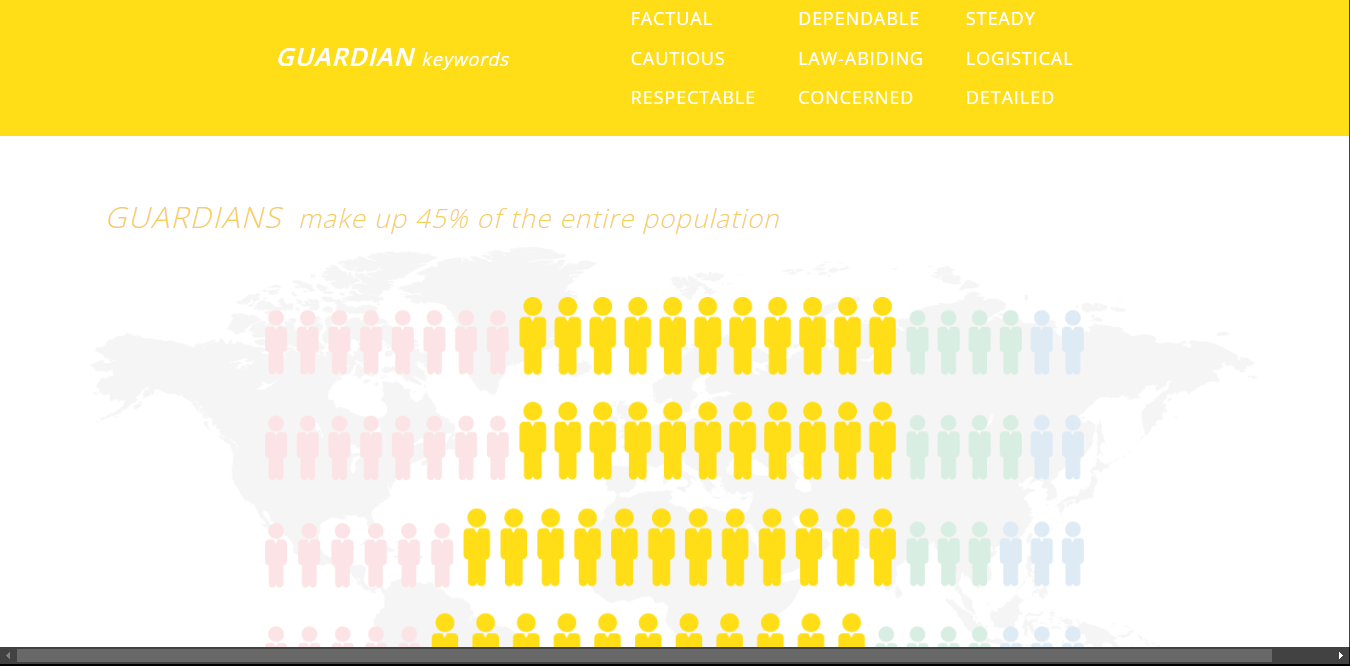 FACTUAL DEPENDABLE STEADY
GUARDIAN keywords
CAUTIOUS LAW-ABIDING LOGISTICAL
RESPECTABLE CONCERNED DETAILED
GUARDIANS make up 45% of the entire population